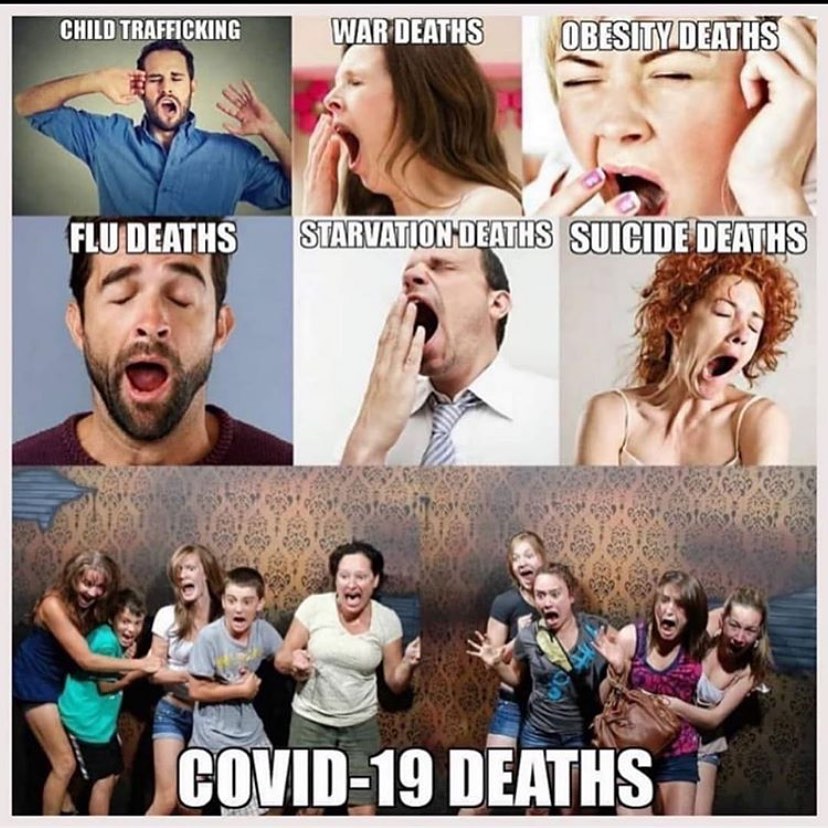 CHILD TRAFFICKING
WAR DEATHS
OBESITY DEATHS
FLU DEATHS
STARVATION DEATHS
SUICIDE DEATHS
COVID-19 DEATHS